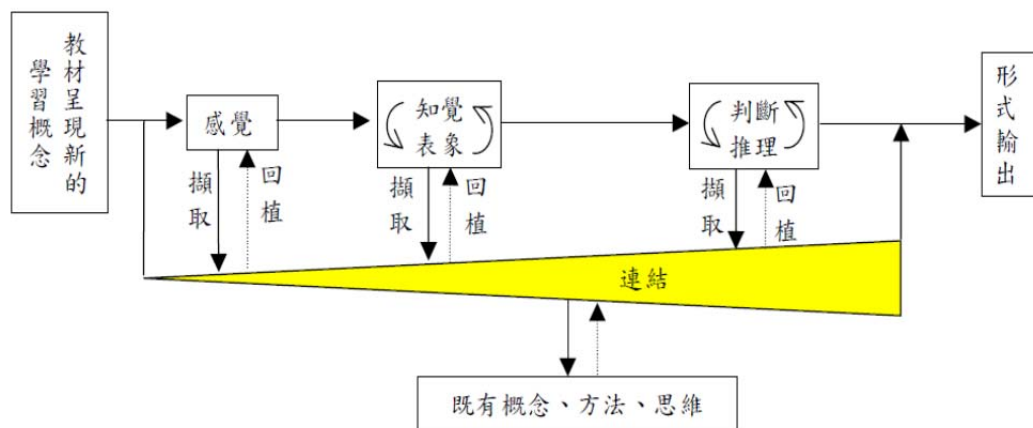 教材呈現新的
學習概念
感覺
知覺
表象
判斷
推理
形式輸出
擷取
回植
擷取
回植
擷取
回植
連結
既有概念、方法、思維